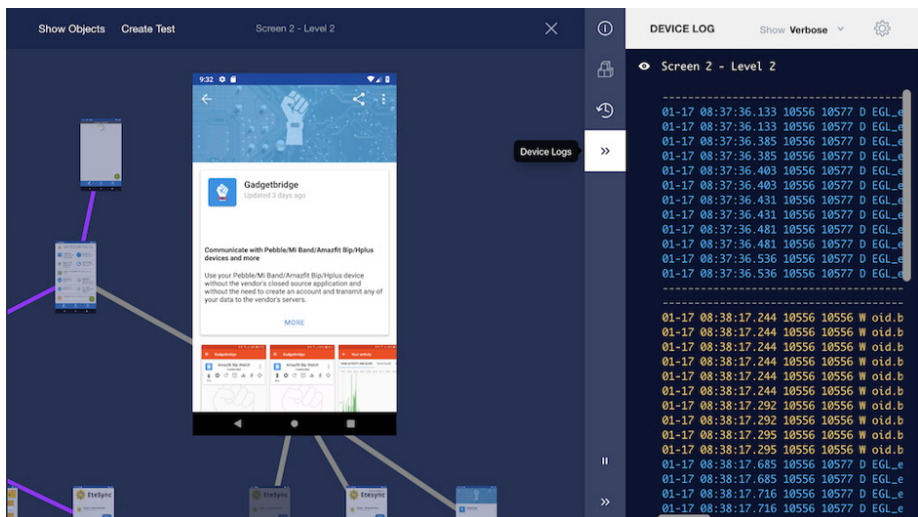 Show Objects Create Test Screen 2 - Level 2
9:32
Gadgetbridge
Updated 3 days ago
Communicate with Pebble/Mi Band/Amazfit Bip/Hplus
devices and more
Use your Pebble/Mi Band/Amazfit Bip/Hplus device
without the vendor's closed source application and
without the need to create an account and transmit any of
your data to the vendor's servers.
MORE
Gadgetbridge
Gadgetbridge
Your activity
Amazfit Bip Watch
Amazfit Bip Watch
EteSync
EteSync
EteSync
Device Logs
DEVICE LOG Show Verbose
Screen 2 - Level 2
--------------------------------
01-17 08:37:36.133 10556 10577 D EGL_e
01-17 08:37:36.133 10556 10577 D EGL_e
01-17 08:37:36.385 10556 10577 D EGL_e
01-17 08:37:36.385 10556 10577 D EGL_e
01-17 08:37:36.403 10556 10577 D EGL_e
01-17 08:37:36.403 10556 10577 D EGL_e
01-17 08:37:36.431 10556 10577 D EGL_e
01-17 08:37:36.431 10556 10577 D EGL_e
01-17 08:37:36.481 10556 10577 D EGL_e
01-17 08:37:36.481 10556 10577 D EGL_e
01-17 08:37:36.536 10556 10577 D EGL_e
01-17 08:37:36.536 10556 10577 D EGL_e
--------------------------------
--------------------------------
01-17 08:38:17.244 10556 10556 W oid.b
01-17 08:38:17.244 10556 10556 W oid.b
01-17 08:38:17.244 10556 10556 W oid.b
01-17 08:38:17.244 10556 10556 W oid.b
01-17 08:38:17.244 10556 10556 W oid.b
01-17 08:38:17.244 10556 10556 W oid.b
01-17 08:38:17.292 10556 10556 W oid.b
01-17 08:38:17.292 10556 10556 W oid.b
01-17 08:38:17.295 10556 10556 W oid.b
01-17 08:38:17.295 10556 10556 W oid.b
01-17 08:38:17.685 10556 10577 D EGL_e
01-17 08:38:17.685 10556 10577 D EGL_e
01-17 08:38:17.716 10556 10577 D EGL_e
01-17 08:38:17.716 10556 10577 D EGL_e